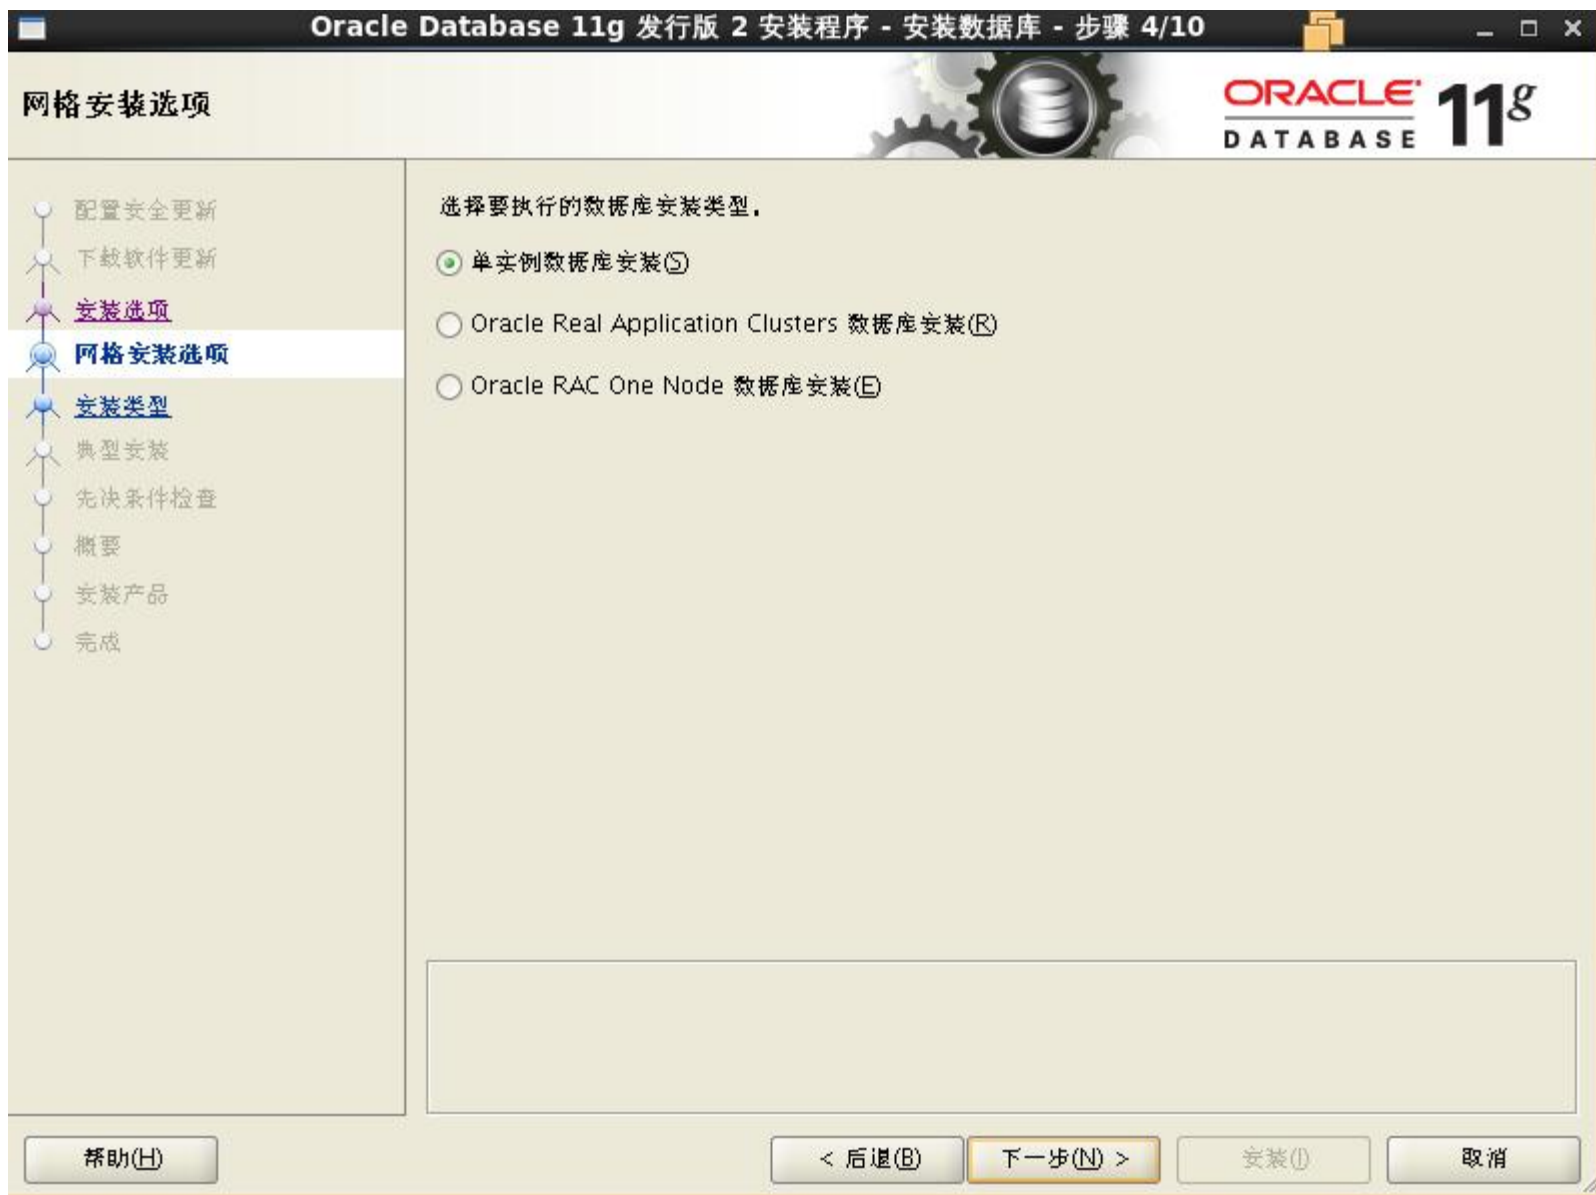 Oracle Database 11g 发行版 2 安装程序 - 安装数据库 - 步骤 4/10
网格安装选项
ORACLE
DATABASE
11g
配置安全更新
下载软件更新
安装选项
网格安装选项
安装类型
典型安装
先决条件检查
概要
安装产品
完成
选择要执行的数据库安装类型。
单实例数据库安装(S)
Oracle Real Application Clusters 数据库安装(R)
Oracle RAC One Node 数据库安装(E)
帮助(H)
< 后退(B)
下一步(N) >
安装(I)
取消